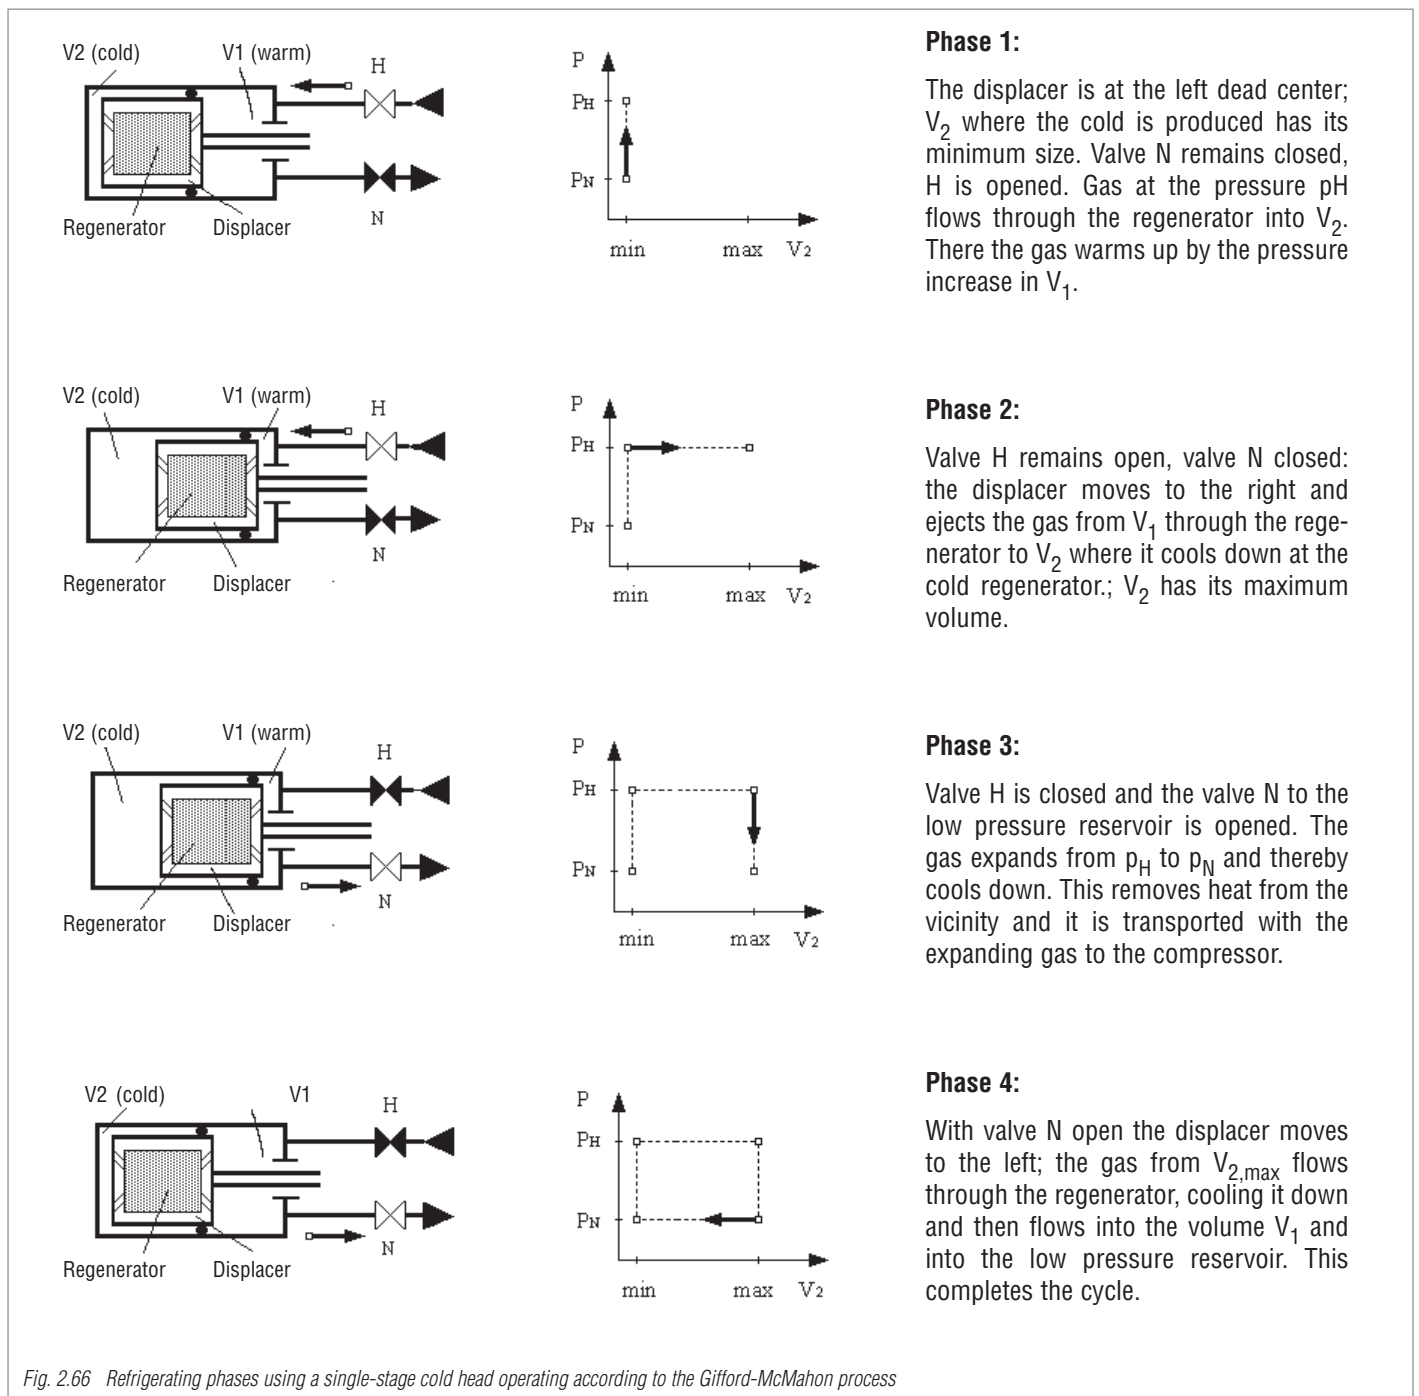 V2 (cold)
V1 (warm)
H
Regenerator
Displacer
N
P
PH
PN
min
max
V2
Phase 1:
The displacer is at the left dead center;
V2 where the cold is produced has its
minimum size. Valve N remains closed,
H is opened. Gas at the pressure pH
flows through the regenerator into V2.
There the gas warms up by the pressure
increase in V1.
V2 (cold)
V1 (warm)
H
Regenerator
Displacer
N
P
PH
PN
min
max
V2
Phase 2:
Valve H remains open, valve N closed:
the displacer moves to the right and
ejects the gas from V1 through the rege-
nerator to V2 where it cools down at the
cold regenerator.; V2 has its maximum
volume.
V2 (cold)
V1 (warm)
H
Regenerator
Displacer
N
P
PH
PN
min
max
V2
Phase 3:
Valve H is closed and the valve N to the
low pressure reservoir is opened. The
gas expands from pH to pN and thereby
cools down. This removes heat from the
vicinity and it is transported with the
expanding gas to the compressor.
V2 (cold)
V1
H
Regenerator
Displacer
N
P
PH
PN
min
max
V2
Phase 4:
With valve N open the displacer moves
to the left; the gas from V2,max flows
through the regenerator, cooling it down
and then flows into the volume V1 and
into the low pressure reservoir. This
completes the cycle.
Fig. 2.66 Refrigerating phases using a single-stage cold head operating according to the Gifford-McMahon process